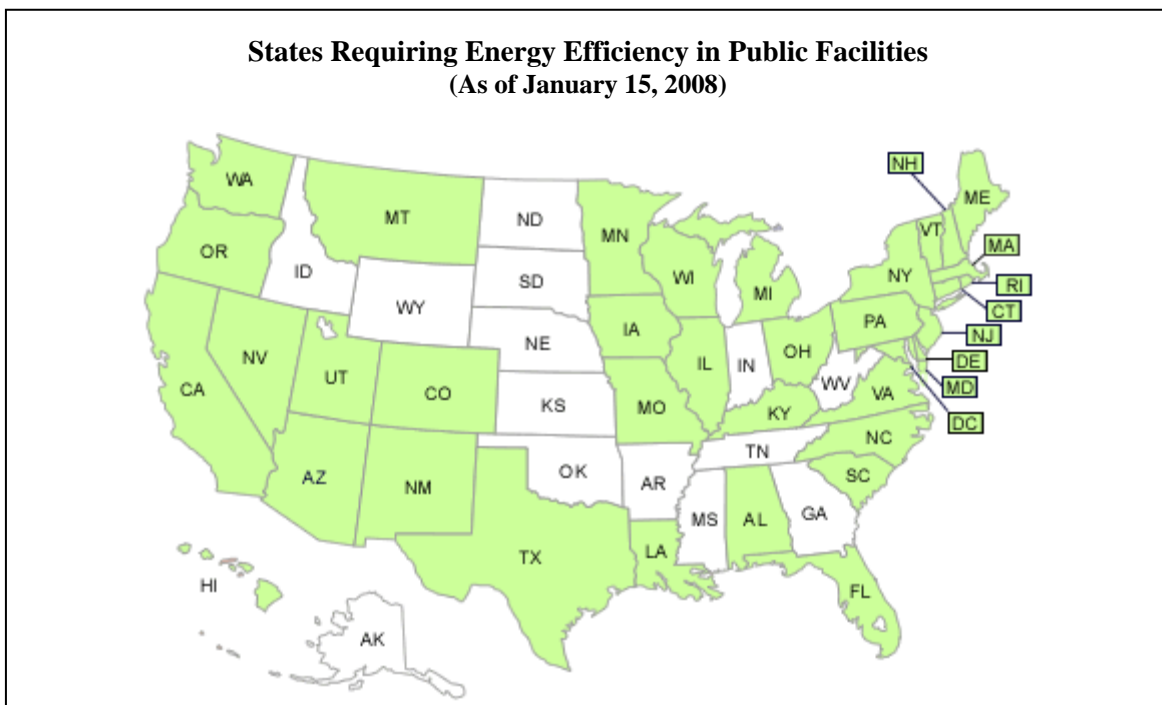 States Requiring Energy Efficiency in Public Facilities
(As of January 15, 2008)
NH
WA
ME
MT
ND
VT
MN
MA
OR
ID
SD
WI
NY
RI
WY
MI
CT
IA
PA
NJ
NE
OH
DE
NV
IL
IN
UT
WV
MD
CA
CO
VA
KS
MO
KY
DC
NC
TN
AZ
OK
SC
NM
AR
MS
AL
GA
TX
LA
HI
FL
AK